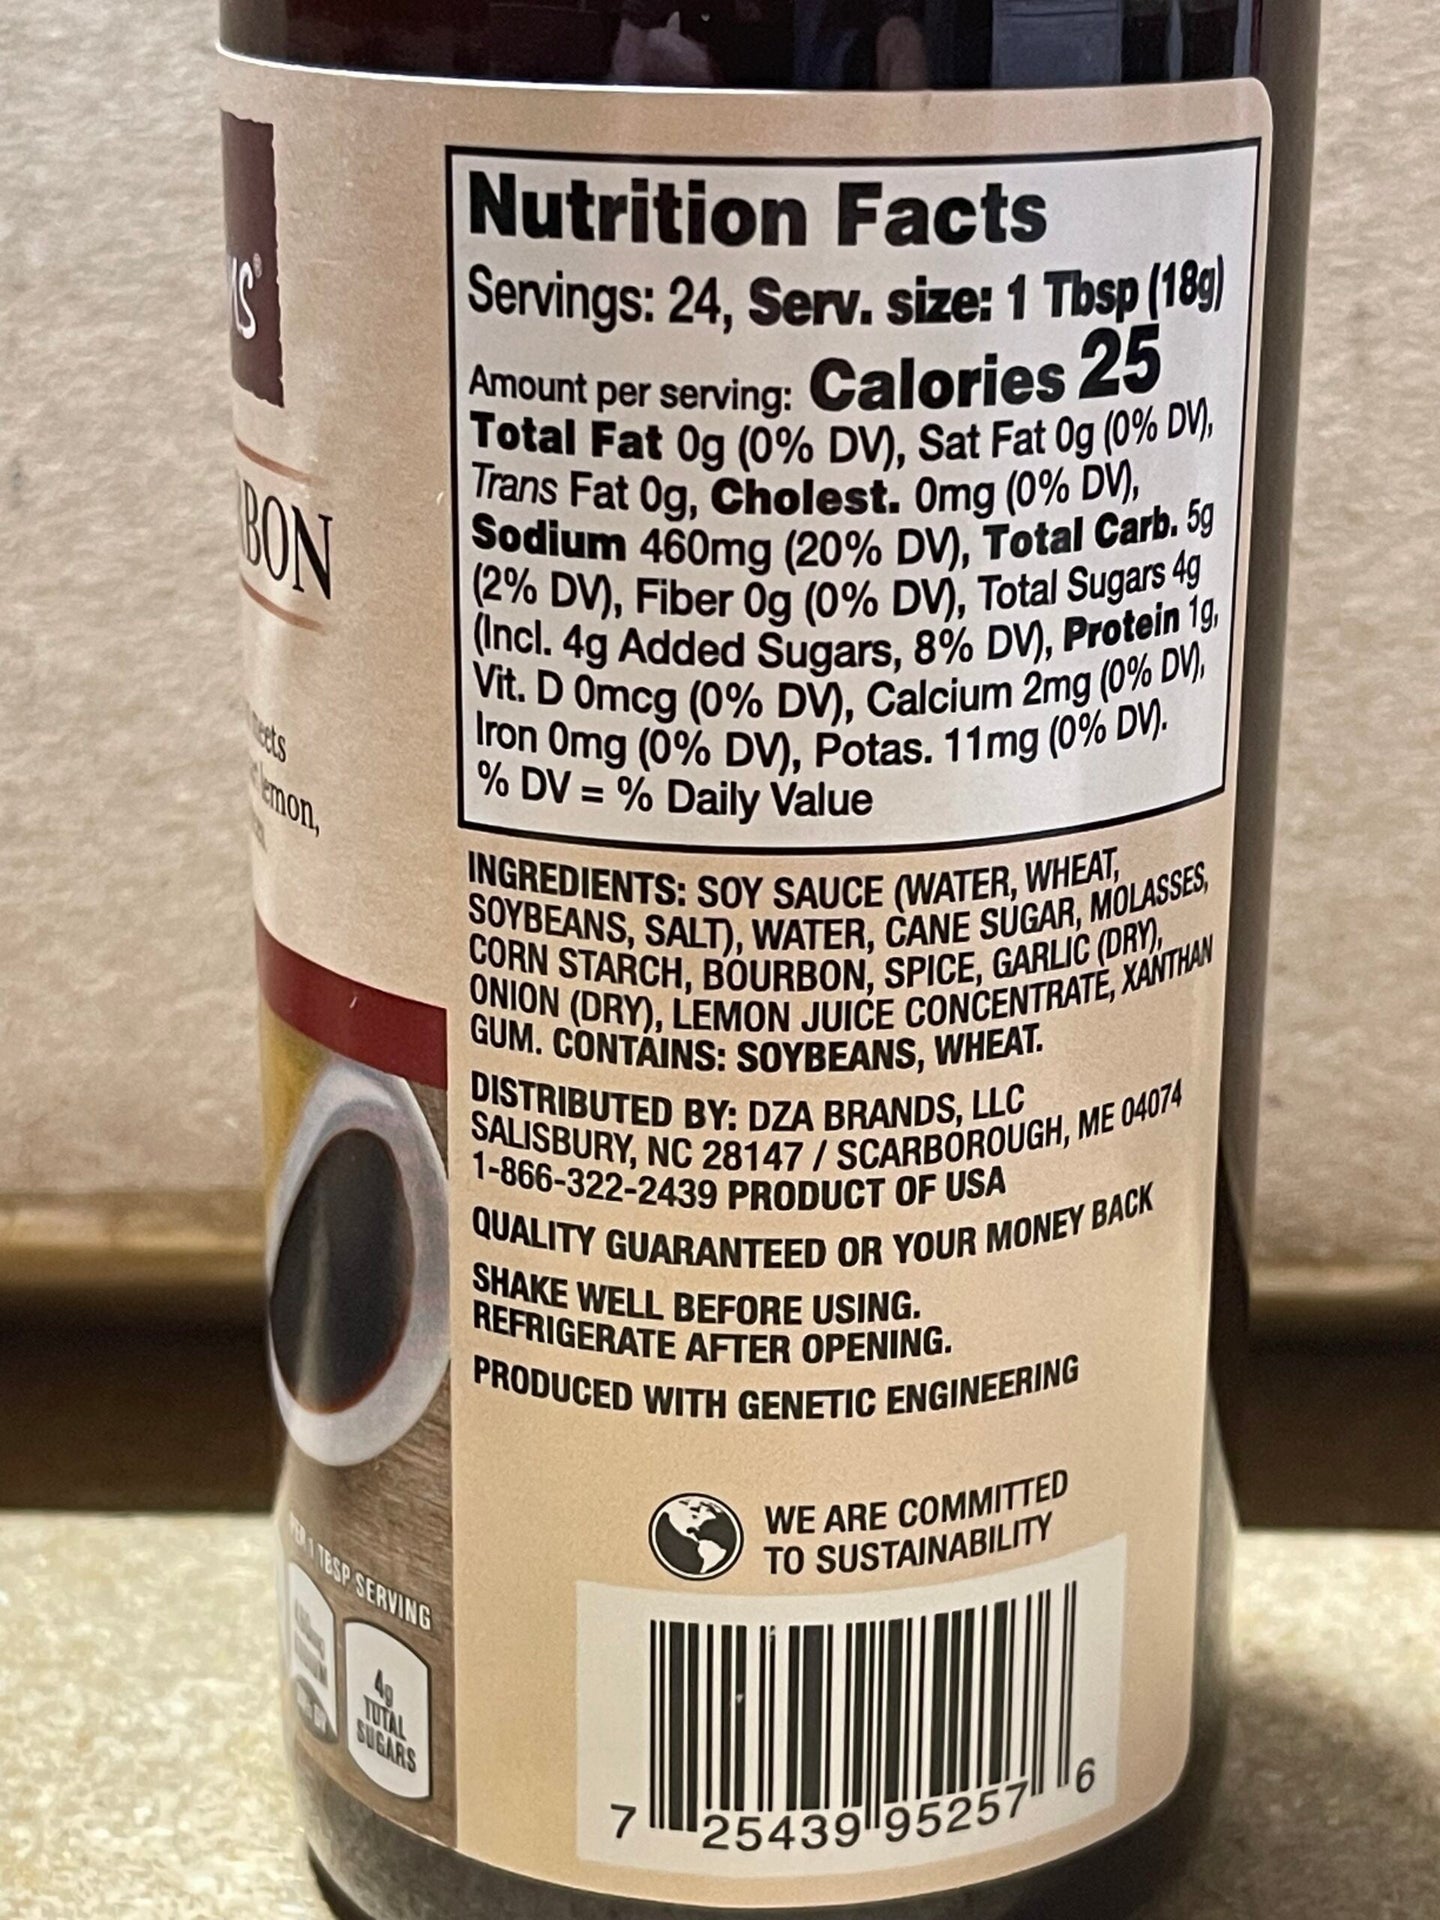 Nutrition Facts
Servings: 24, Serv. size: 1 Tbsp (18g)
Amount per serving: Calories 25
Total Fat 0g (0% DV), Sat Fat 0g (0% DV),
Trans Fat 0g, Cholest. 0mg (0% DV),
Sodium 460mg (20% DV), Total Carb. 5g
(2% DV), Fiber 0g (0% DV), Total Sugars 4g
(Incl. 4g Added Sugars, 8% DV), Protein 1g,
Vit. D 0mcg (0% DV), Calcium 2mg (0% DV),
Iron 0mg (0% DV), Potas. 11mg (0% DV).
% DV = % Daily Value
INGREDIENTS: SOY SAUCE (WATER, WHEAT,
SOYBEANS, SALT), WATER, CANE SUGAR, MOLASSES,
CORN STARCH, BOURBON, SPICE, GARLIC (DRY),
ONION (DRY), LEMON JUICE CONCENTRATE, XANTHAN
GUM. CONTAINS: SOYBEANS, WHEAT.
DISTRIBUTED BY: DZA BRANDS, LLC
SALISBURY, NC 28147 / SCARBOROUGH, ME 04074
1-866-322-2439 PRODUCT OF USA
QUALITY GUARANTEED OR YOUR MONEY BACK
SHAKE WELL BEFORE USING.
REFRIGERATE AFTER OPENING.
PRODUCED WITH GENETIC ENGINEERING
WE ARE COMMITTED
TO SUSTAINABILITY
7 25439 95257 6
BON
lemon,
1 TBSP SERVING
4g
TOTAL
SUGARS